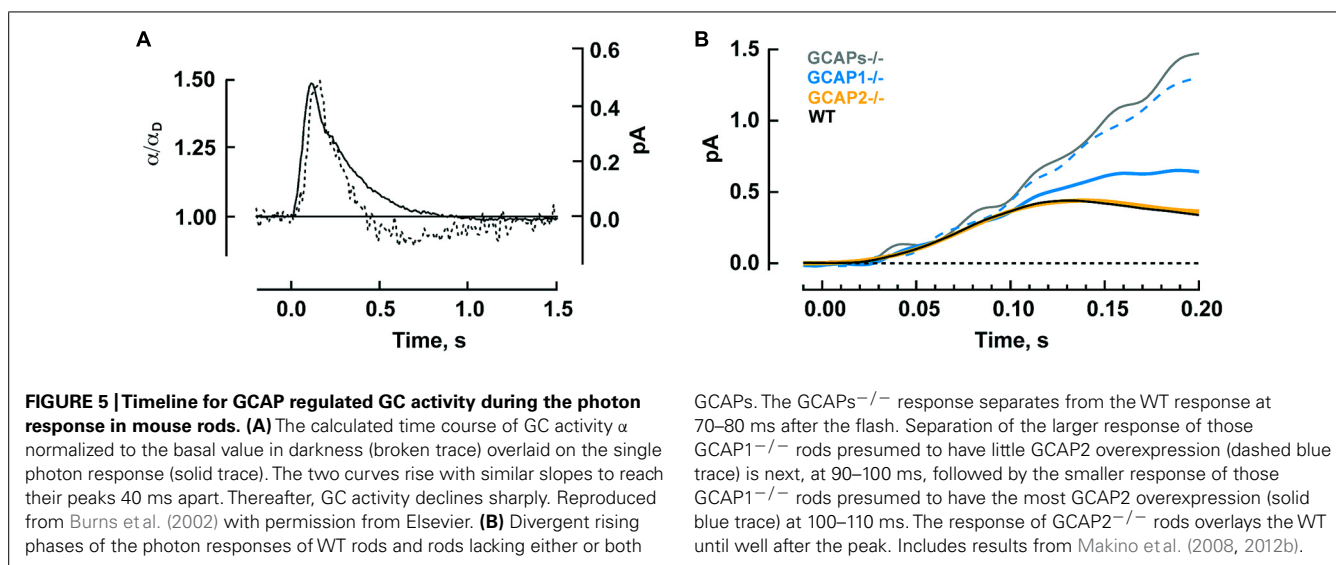 A
1.50
1.25
1.00
α/αD
0.6
0.4
0.2
0.0
pA
0.0
0.5
1.0
1.5
Time, s
B
1.5
1.0
0.5
0.0
pA
GCAPs-/-
GCAP1-/-
GCAP2-/-
WT
0.00
0.05
0.10
0.15
0.20
Time, s
FIGURE 5 | Timeline for GCAP regulated GC activity during the photon
response in mouse rods. (A) The calculated time course of GC activity α
normalized to the basal value in darkness (broken trace) overlaid on the single
photon response (solid trace). The two curves rise with similar slopes to reach
their peaks 40 ms apart. Thereafter, GC activity declines sharply. Reproduced
from Burns et al. (2002) with permission from Elsevier. (B) Divergent rising
phases of the photon responses of WT rods and rods lacking either or both
GCAPs. The GCAPs−/− response separates from the WT response at
70–80 ms after the flash. Separation of the larger response of those
GCAP1−/− rods presumed to have little GCAP2 overexpression (dashed blue
trace) is next, at 90–100 ms, followed by the smaller response of those
GCAP1−/− rods presumed to have the most GCAP2 overexpression (solid
blue trace) at 100–110 ms. The response of GCAP2−/− rods overlays the WT
until well after the peak. Includes results from Makino et al. (2008, 2012b).